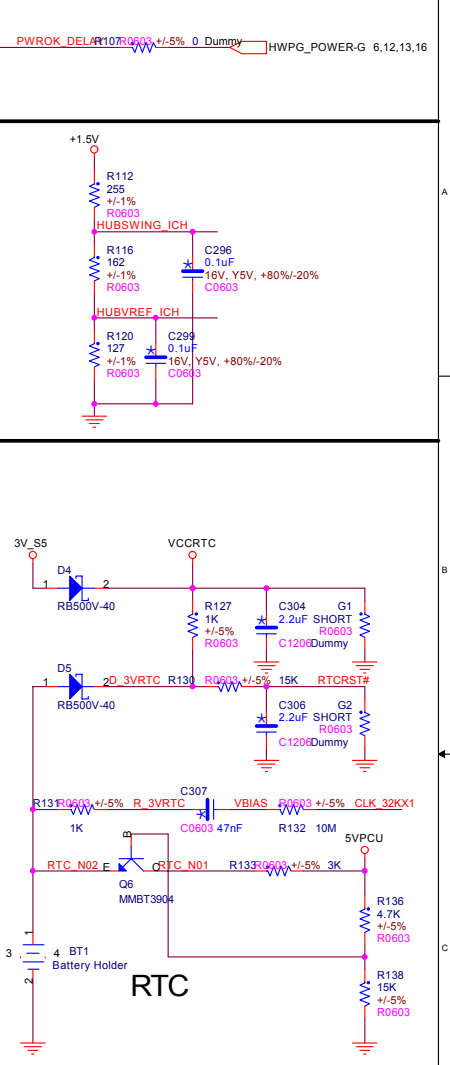 PWROK_DELAY R107 R0603 +/-5% 0 Dummy HWPG_POWER-G 6,12,13,16
+1.5V
R112
255
+/-1%
R0603
A
HUBSWING_ICH
R116
162
+/-1%
R0603
C296
0.1uF
16V, Y5V, +80%/-20%
C0603
HUBVREF_ICH
R120
127
+/-1%
R0603
C299
0.1uF
16V, Y5V, +80%/-20%
C0603
3V_S5
VCCRTC
D4
1 2
RB500V-40
B
R127
1K
+/-5%
R0603
C304
2.2uF
C1206 Dummy
G1
SHORT
R0603
D5
1 2
RB500V-40
D_3VRTC R130 R0603 +/-5% 15K RTCRST#
C306
2.2uF
C1206 Dummy
G2
SHORT
R0603
R131 R0603 +/-5%
1K
R_3VRTC
C307
C0603 47nF
VBIAS
R0603 +/-5%
R132 10M
CLK_32KX1
5VPCU
RTC_N02 E B C RTC_N01
Q6
MMBT3904
R133 R0603 +/-5% 3K
R136
4.7K
+/-5%
R0603
C
1
3 4
2
BT1
Battery Holder
RTC
R138
15K
+/-5%
R0603